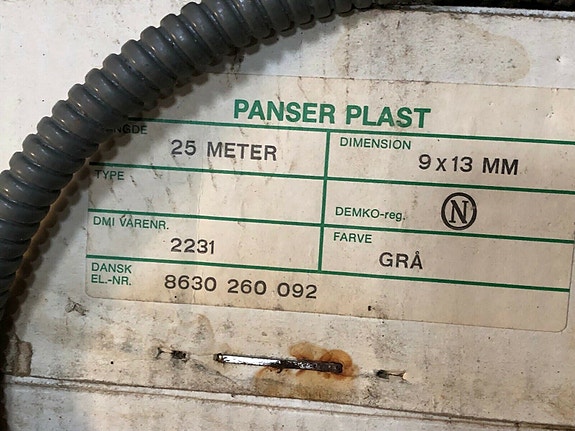 PANSER PLAST
25 METER
DIMENSION
9 x 13 MM
TYPE
DEMKO-reg.
N
DMI VARENR.
2231
FARVE
GRÅ
DANSK
EL.-NR.
8630 260 092